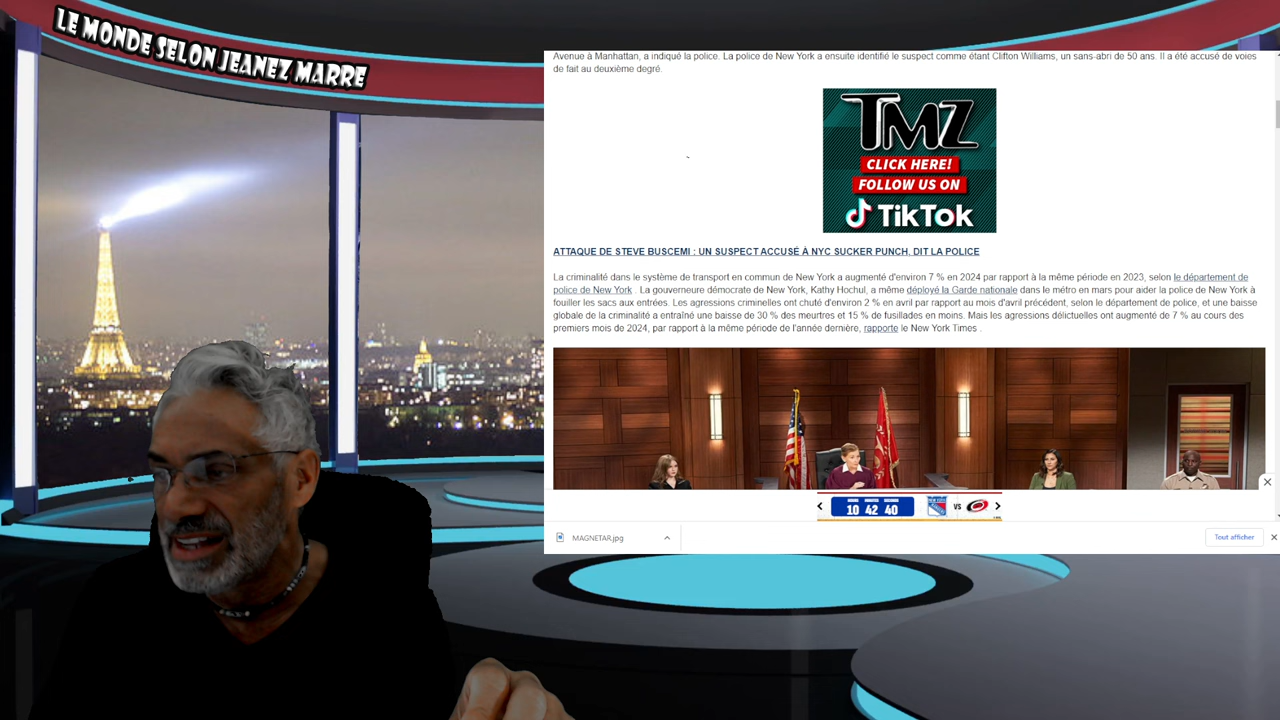 LE MONDE SELON JEANEZ MARRE
Avenue à Manhattan, a indiqué la police. La police de New York a ensuite identifié le suspect comme étant Clifton Williams, un sans-abri de 50 ans. Il a été accusé de voies
de fait au deuxième degré.
TMZ
CLICK HERE!
FOLLOW US ON
TikTok
ATTAQUE DE STEVE BUSCEMI : UN SUSPECT ACCUSÉ À NYC SUCKER PUNCH, DIT LA POLICE
La criminalité dans le système de transport en commun de New York a augmenté d'environ 7 % en 2024 par rapport à la même période en 2023, selon le département de
police de New York . La gouverneure démocrate de New York, Kathy Hochul, a même déployé la Garde nationale dans le métro en mars pour aider la police de New York à
fouiller les sacs aux entrées. Les agressions criminelles ont chuté d'environ 2 % en avril par rapport au mois d'avril précédent, selon le département de police, et une baisse
globale de la criminalité a entraîné une baisse de 30 % des meurtres et 15 % de fusillades en moins. Mais les agressions délictuelles ont augmenté de 7 % au cours des
premiers mois de 2024, par rapport à la même période de l'année dernière, rapporte le New York Times .
10 42 40
VS
MAGNETAR.jpg
Tout afficher